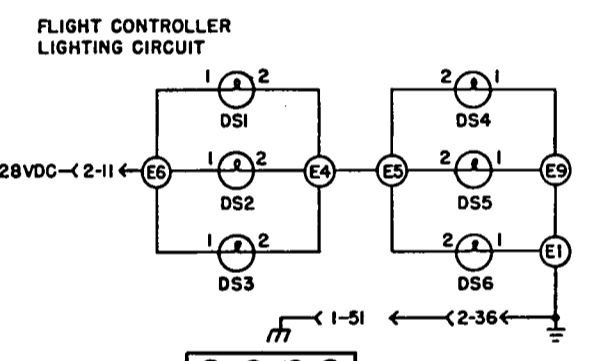 FLIGHT CONTROLLER
LIGHTING CIRCUIT
1 2 2 1
DS1 DS4
28VDC 2-11 E6 1 2 E4 E5 2 1 E9
DS2 DS5
1 2 2 1 E1
DS3 DS6
1-51 2-36